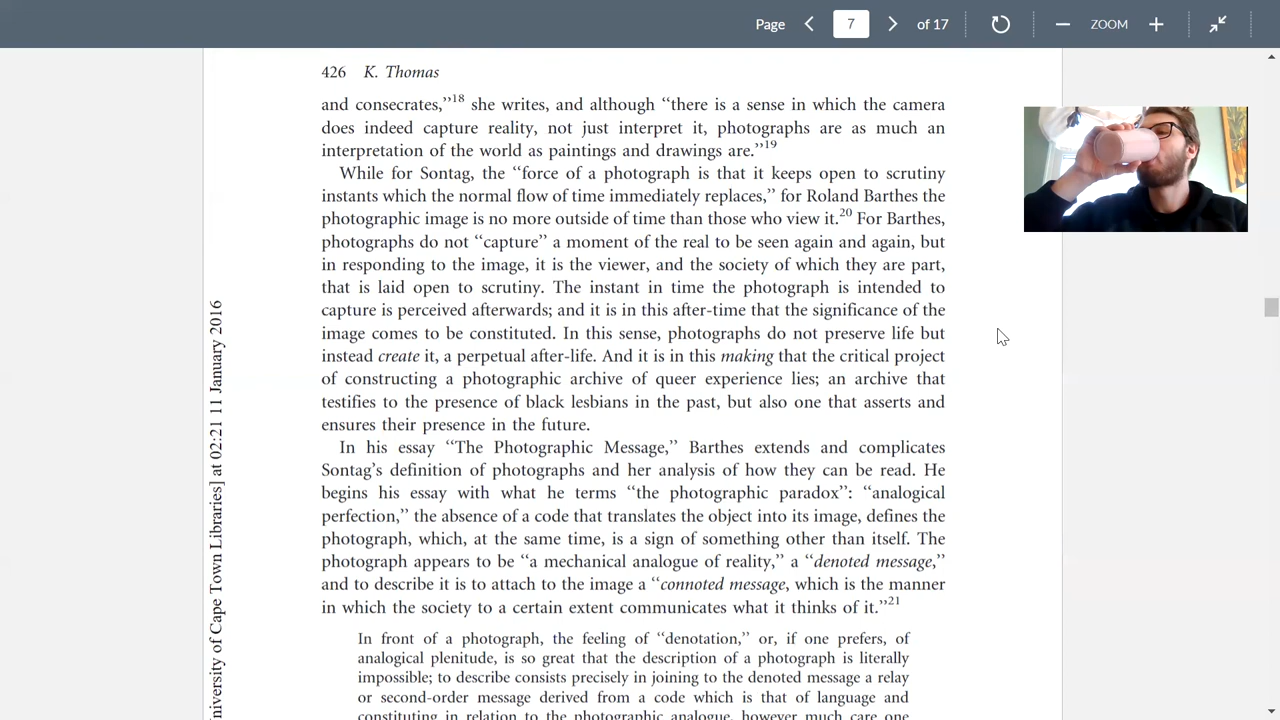 Page 7 of 17 ZOOM
426 K. Thomas
and consecrates,’’18 she writes, and although ‘‘there is a sense in which the camera
does indeed capture reality, not just interpret it, photographs are as much an
interpretation of the world as paintings and drawings are.’’19
While for Sontag, the ‘‘force of a photograph is that it keeps open to scrutiny
instants which the normal flow of time immediately replaces,’’ for Roland Barthes the
photographic image is no more outside of time than those who view it.20 For Barthes,
photographs do not ‘‘capture’’ a moment of the real to be seen again and again, but
in responding to the image, it is the viewer, and the society of which they are part,
that is laid open to scrutiny. The instant in time the photograph is intended to
capture is perceived afterwards; and it is in this after-time that the significance of the
image comes to be constituted. In this sense, photographs do not preserve life but
instead create it, a perpetual after-life. And it is in this making that the critical project
of constructing a photographic archive of queer experience lies; an archive that
testifies to the presence of black lesbians in the past, but also one that asserts and
ensures their presence in the future.
In his essay ‘‘The Photographic Message,’’ Barthes extends and complicates
Sontag’s definition of photographs and her analysis of how they can be read. He
begins his essay with what he terms ‘‘the photographic paradox’’: ‘‘analogical
perfection,’’ the absence of a code that translates the object into its image, defines the
photograph, which, at the same time, is a sign of something other than itself. The
photograph appears to be ‘‘a mechanical analogue of reality,’’ a ‘‘denoted message,’’
and to describe it is to attach to the image a ‘‘connoted message, which is the manner
in which the society to a certain extent communicates what it thinks of it.’’21
In front of a photograph, the feeling of ‘‘denotation,’’ or, if one prefers, of
analogical plenitude, is so great that the description of a photograph is literally
impossible; to describe consists precisely in joining to the denoted message a relay
or second-order message derived from a code which is that of language and
constituting in relation to the photographic analogue, however much care one
niversity of Cape Town Libraries] at 02:21 11 January 2016